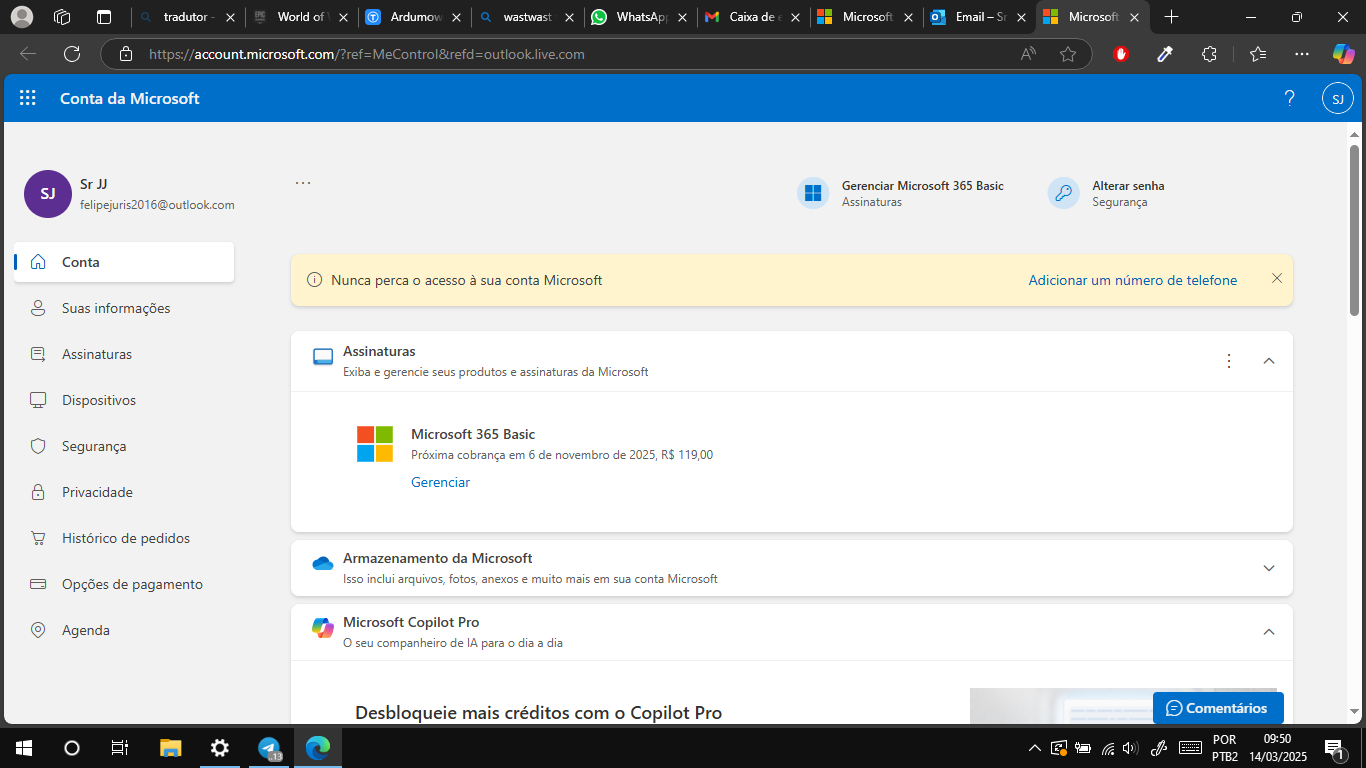 tradutor -
World of
Ardumow
wastwast
WhatsApp
Caixa de e
Microsoft
Email – Sr
Microsoft
https://account.microsoft.com/?ref=MeControl&refd=outlook.live.com
Conta da Microsoft
?
SJ
SJ
Sr JJ
felipejuris2016@outlook.com
...
Gerenciar Microsoft 365 Basic
Assinaturas
Alterar senha
Segurança
Conta
Suas informações
Assinaturas
Dispositivos
Segurança
Privacidade
Histórico de pedidos
Opções de pagamento
Agenda
Nunca perca o acesso à sua conta Microsoft
Adicionar um número de telefone
Assinaturas
Exiba e gerencie seus produtos e assinaturas da Microsoft
Microsoft 365 Basic
Próxima cobrança em 6 de novembro de 2025, R$ 119,00
Gerenciar
Armazenamento da Microsoft
Isso inclui arquivos, fotos, anexos e muito mais em sua conta Microsoft
Microsoft Copilot Pro
O seu companheiro de IA para o dia a dia
Desbloqueie mais créditos com o Copilot Pro
Comentários
.13
POR
PTB2
09:50
14/03/2025
1